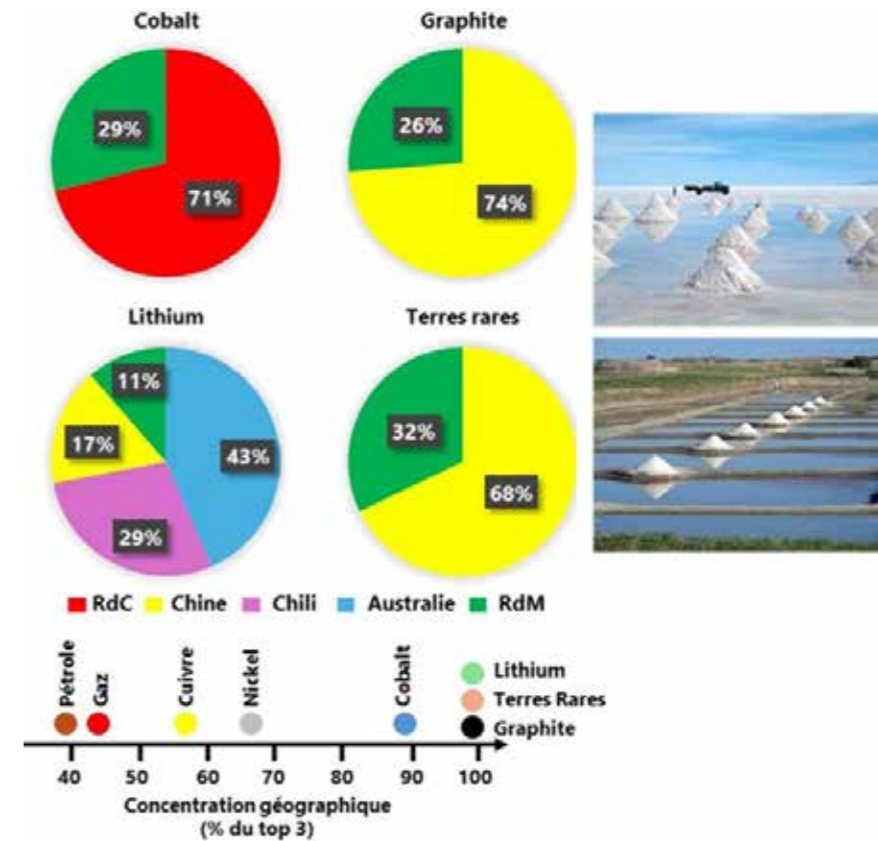 Cobalt
29%
71%
Graphite
26%
74%
Lithium
11%
17%
43%
29%
Terres rares
32%
68%
RdC Chine Chili Australie RdM
Pétrole
Gaz
Cuivre
Nickel
Cobalt
Lithium
Terres Rares
Graphite
40 50 60 70 80 90 100
Concentration géographique
(% du top 3)